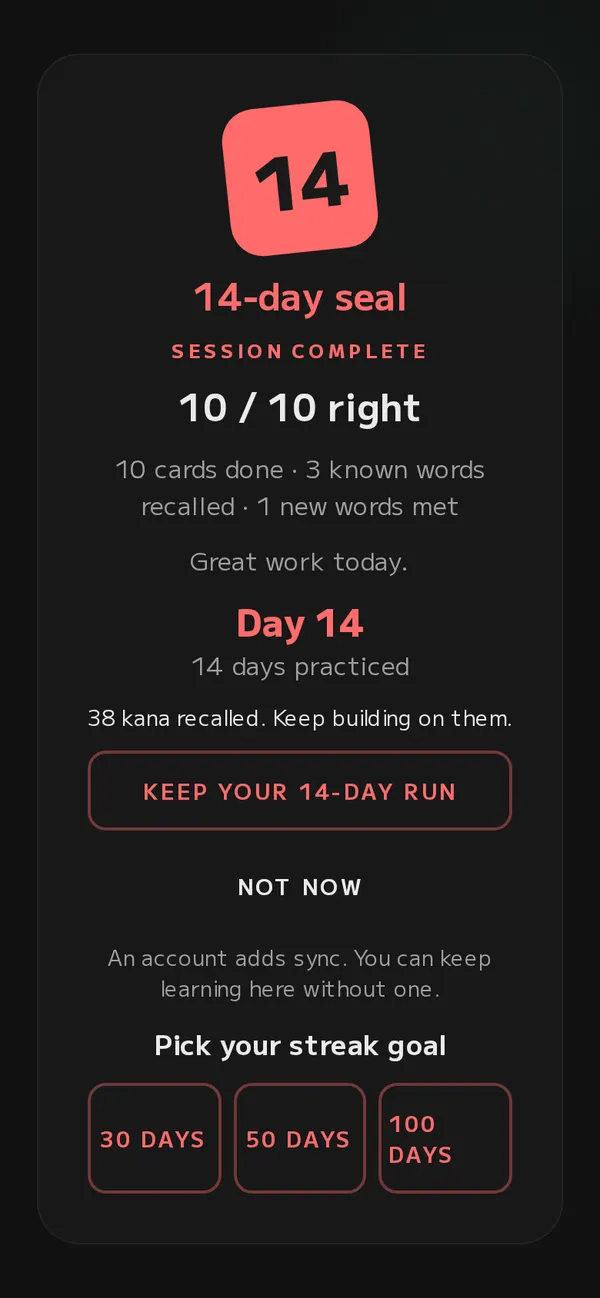 14
14-day seal
SESSION COMPLETE
10 / 10 right
10 cards done · 3 known words
recalled · 1 new words met
Great work today.
Day 14
14 days practiced
38 kana recalled. Keep building on them.
KEEP YOUR 14-DAY RUN
NOT NOW
An account adds sync. You can keep
learning here without one.
Pick your streak goal
30 DAYS
50 DAYS
100
DAYS